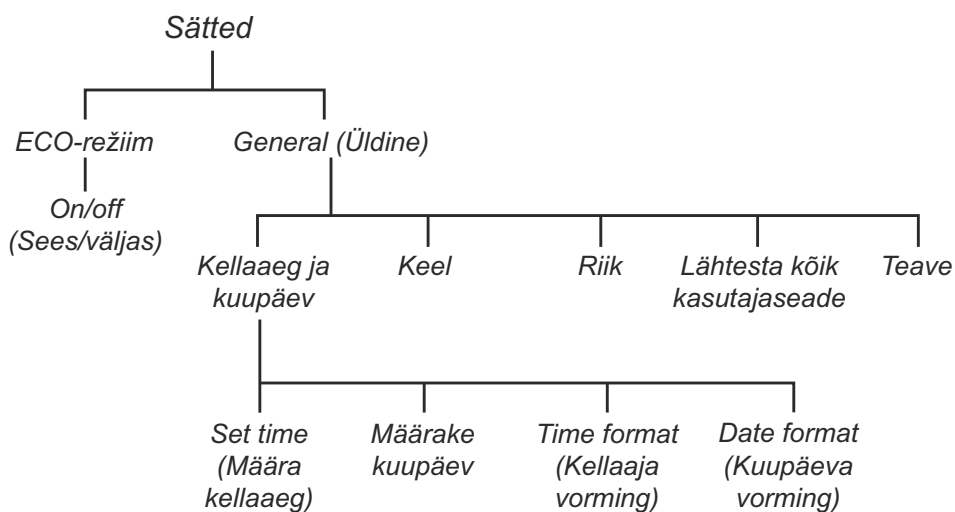 Sätted
ECO-režiim
General (Üldine)
On/off
(Sees/väljas)
Kellaaeg ja
kuupäev
Keel
Riik
Lähtesta kõik
kasutajaseade
Teave
Set time
(Määra
kellaaeg)
Määrake
kuupäev
Time format
(Kellaaja
vorming)
Date format
(Kuupäeva
vorming)